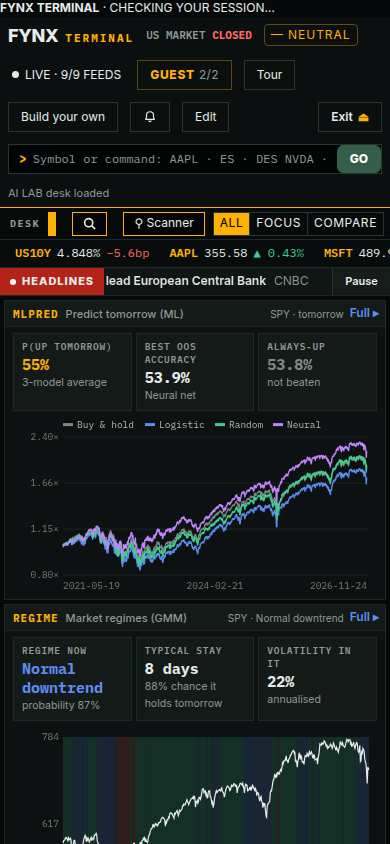 FYNX TERMINAL · CHECKING YOUR SESSION...
FYNX TERMINAL US MARKET CLOSED — NEUTRAL
LIVE · 9/9 FEEDS GUEST 2/2 Tour
Build your own Edit Exit ⏏
> Symbol or command: AAPL · ES · DES NVDA · GO
AI LAB desk loaded
DESK Scanner ALL FOCUS COMPARE
US10Y 4.848% −5.6bp AAPL 355.58 ▲ 0.43% MSFT 489.
HEADLINES lead European Central Bank CNBC Pause
MLPRED Predict tomorrow (ML) SPY · tomorrow Full ▸
P(UP TOMORROW) BEST OOS ALWAYS-UP
55% ACCURACY 53.8%
3-model average 53.9% not beaten
Neural net
Buy & hold Logistic Random Neural
2.40×
1.66×
1.15×
0.80×
2021-05-19 2024-02-21 2026-11-24
REGIME Market regimes (GMM) SPY · Normal downtrend Full ▸
REGIME NOW TYPICAL STAY VOLATILITY IN
Normal 8 days IT
downtrend 88% chance it 22%
probability 87% holds tomorrow annualised
784
617